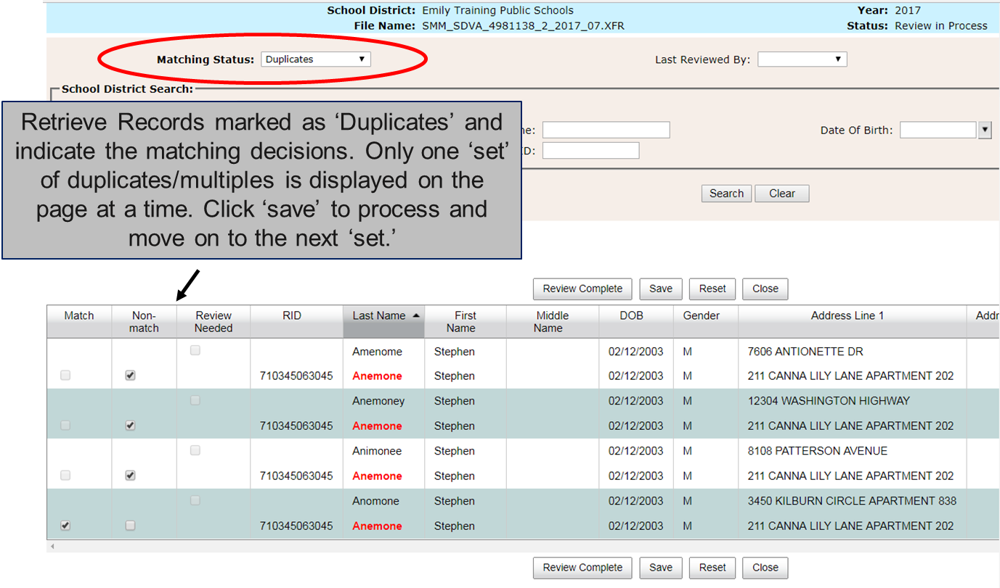 School District: Emily Training Public Schools Year: 2017
File Name: SMM_SDVA_4981138_2_2017_07.XFR Status: Review in Process
Matching Status: Duplicates Last Reviewed By:
School District Search:
Retrieve Records marked as ‘Duplicates’ and
indicate the matching decisions. Only one ‘set’
of duplicates/multiples is displayed on the
page at a time. Click ‘save’ to process and
move on to the next ‘set.’
Date Of Birth:
Search Clear
Review Complete Save Reset Close
Match Non-match Review Needed RID Last Name First Name Middle Name DOB Gender Address Line 1
Amenome Stephen 02/12/2003 M 7606 ANTIONETTE DR
710345063045 Anemone Stephen 02/12/2003 M 211 CANNA LILY LANE APARTMENT 202
Anemoney Stephen 02/12/2003 M 12304 WASHINGTON HIGHWAY
710345063045 Anemone Stephen 02/12/2003 M 211 CANNA LILY LANE APARTMENT 202
Animonee Stephen 02/12/2003 M 8108 PATTERSON AVENUE
710345063045 Anemone Stephen 02/12/2003 M 211 CANNA LILY LANE APARTMENT 202
Anomone Stephen 02/12/2003 M 3450 KILBURN CIRCLE APARTMENT 838
710345063045 Anemone Stephen 02/12/2003 M 211 CANNA LILY LANE APARTMENT 202
Review Complete Save Reset Close